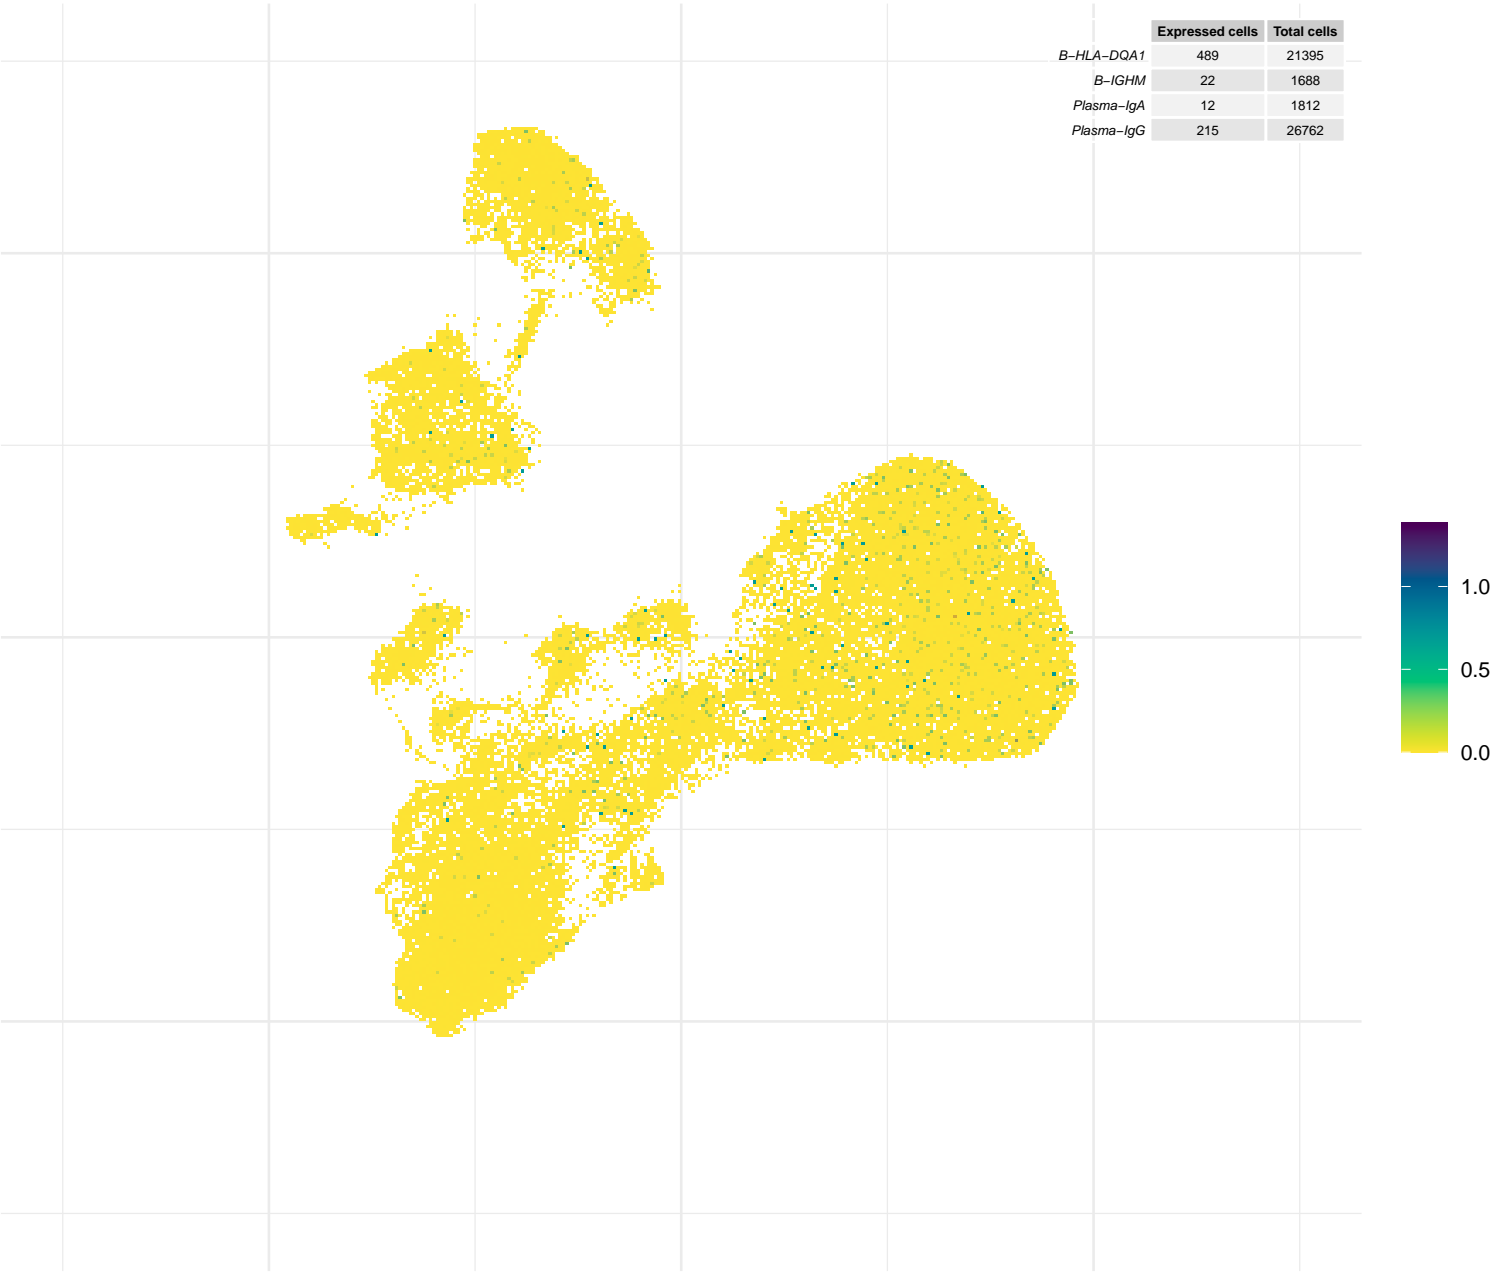 Expressed cells Total cells
B−HLA−DQA1 489 21395
B−IGHM 22 1688
Plasma−IgA 12 1812
Plasma−IgG 215 26762
1.0
0.5
0.0